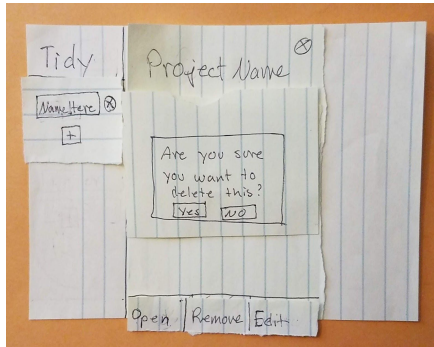 Tidy
Project Name
Name Here
+
Are you sure
you want to
delete this?
Yes
No
Open
Remove
Edit